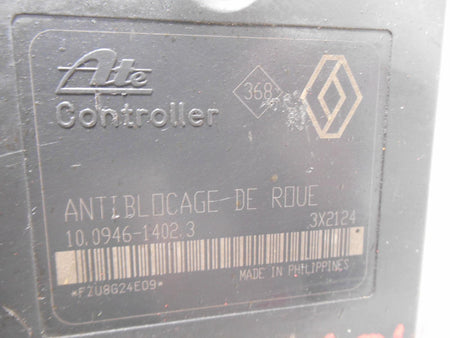 Ate
Controller
368
ANTIBLOCAGE DE ROUE
10.0946-1402.3
3X2124
MADE IN PHILIPPINES
*FZU8G24E09*